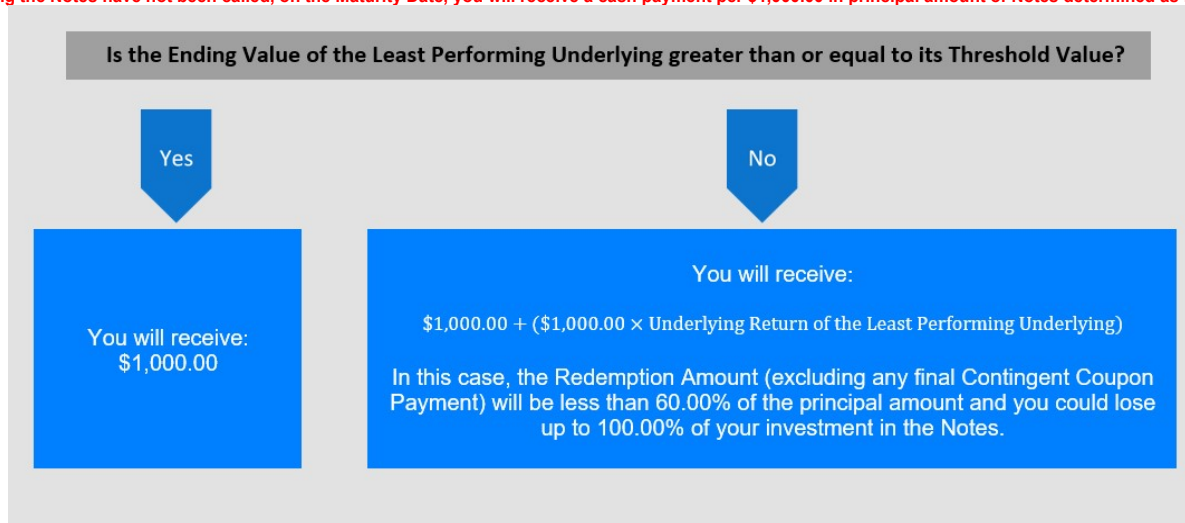 Is the Ending Value of the Least Performing Underlying greater than or equal to its Threshold Value?
Yes
No
You will receive:
$1,000.00
You will receive:
$1,000.00 + ($1,000.00 × Underlying Return of the Least Performing Underlying)
In this case, the Redemption Amount (excluding any final Contingent Coupon
Payment) will be less than 60.00% of the principal amount and you could lose
up to 100.00% of your investment in the Notes.